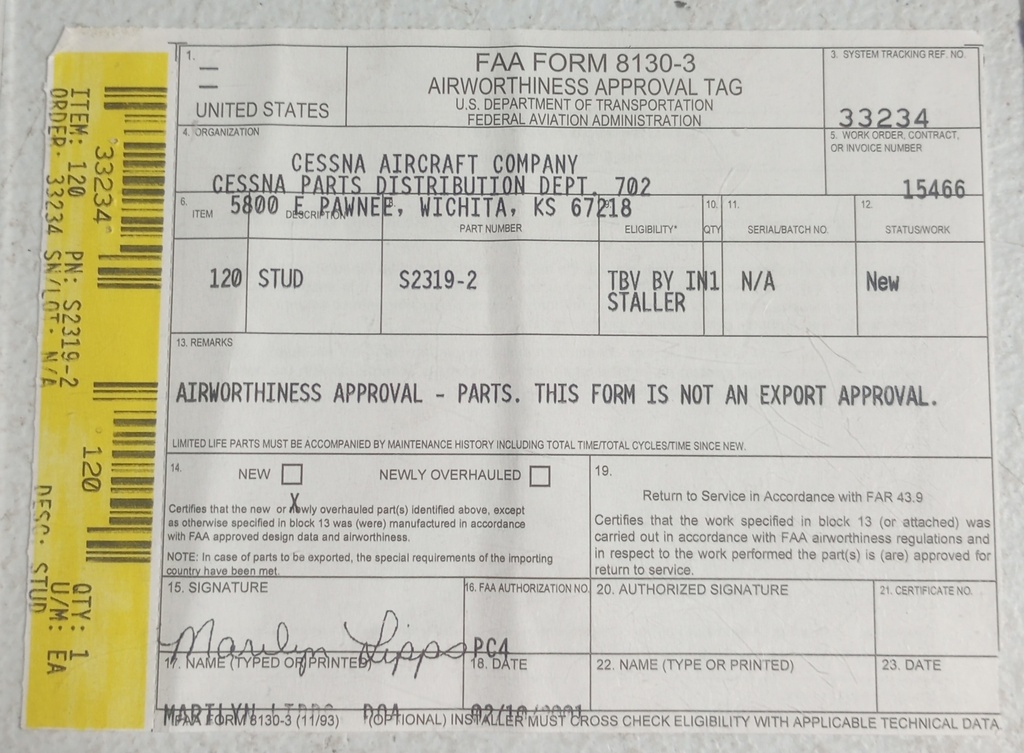 1.
UNITED STATES
FAA FORM 8130-3
AIRWORTHINESS APPROVAL TAG
U.S. DEPARTMENT OF TRANSPORTATION
FEDERAL AVIATION ADMINISTRATION
3. SYSTEM TRACKING REF. NO.
33234
4. ORGANIZATION
CESSNA AIRCRAFT COMPANY
CESSNA PARTS DISTRIBUTION DEPT. 702
5800 E PAWNEE, WICHITA, KS 67218
5. WORK ORDER, CONTRACT,
OR INVOICE NUMBER
15466
6. ITEM
DESCRIPTION
PART NUMBER
ELIGIBILITY*
10. QTY
11. SERIAL/BATCH NO.
12. STATUS/WORK
120 STUD S2319-2 TBV BY IN1 N/A New
STALLER
13. REMARKS
AIRWORTHINESS APPROVAL - PARTS. THIS FORM IS NOT AN EXPORT APPROVAL.
LIMITED LIFE PARTS MUST BE ACCOMPANIED BY MAINTENANCE HISTORY INCLUDING TOTAL TIME/TOTAL CYCLES/TIME SINCE NEW.
14. NEW NEWLY OVERHAULED
X
Certifies that the new or newly overhauled part(s) identified above, except
as otherwise specified in block 13 was (were) manufactured in accordance
with FAA approved design data and airworthiness.
NOTE: In case of parts to be exported, the special requirements of the importing
country have been met.
19.
Return to Service in Accordance with FAR 43.9
Certifies that the work specified in block 13 (or attached) was
carried out in accordance with FAA airworthiness regulations and
in respect to the work performed the part(s) is (are) approved for
return to service.
15. SIGNATURE
Marilyn Lipps
16. FAA AUTHORIZATION NO.
PC4
20. AUTHORIZED SIGNATURE
21. CERTIFICATE NO.
17. NAME (TYPED OR PRINTED)
MARILYN LIPPS
18. DATE
22. NAME (TYPE OR PRINTED)
23. DATE
FAA FORM 8130-3 (11/93) (OPTIONAL) INSTALLER MUST CROSS CHECK ELIGIBILITY WITH APPLICABLE TECHNICAL DATA
33234
120
ITEM: 120 PN: S2319-2 QTY: 1
ORDER: 33234 SN/LOT: N/A U/M: EA
DESC: STUD